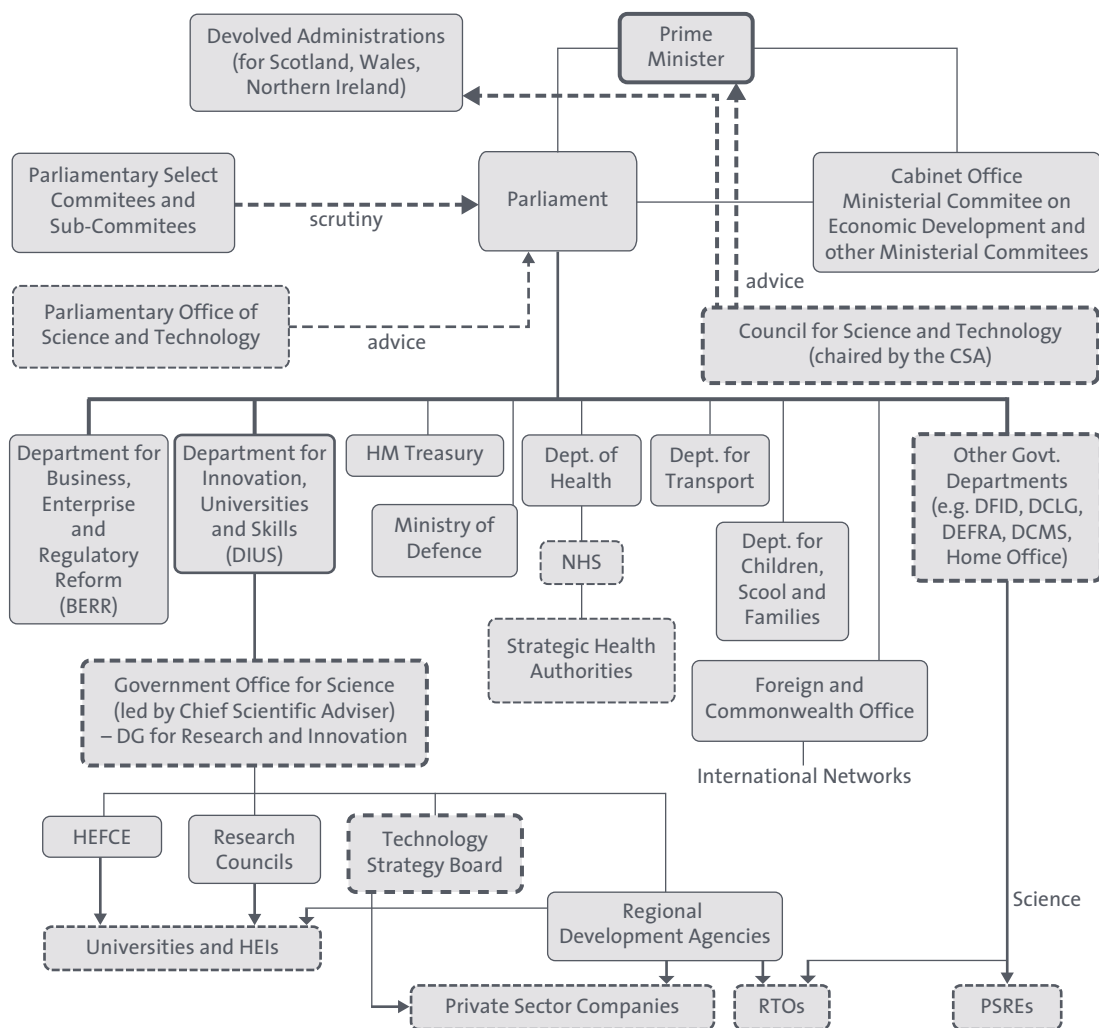 Devolved Administrations
(for Scotland, Wales,
Northern Ireland)
Prime
Minister
Parliamentary Select
Commitees and
Sub-Commitees
scrutiny
Parliament
Cabinet Office
Ministerial Commitee on
Economic Development and
other Ministerial Commitees
Parliamentary Office of
Science and Technology
advice
advice
Council for Science and Technology
(chaired by the CSA)
Department for
Business,
Enterprise
and
Regulatory
Reform
(BERR)
Department for
Innovation,
Universities
and Skills
(DIUS)
HM Treasury
Ministry of
Defence
Dept. of
Health
NHS
Strategic Health
Authorities
Dept. for
Transport
Dept. for
Children,
Scool and
Families
Other Govt.
Departments
(e.g. DFID, DCLG,
DEFRA, DCMS,
Home Office)
Government Office for Science
(led by Chief Scientific Adviser)
– DG for Research and Innovation
Foreign and
Commonwealth Office
International Networks
HEFCE
Research
Councils
Technology
Strategy Board
Regional
Development Agencies
Science
Universities and HEIs
Private Sector Companies
RTOs
PSREs